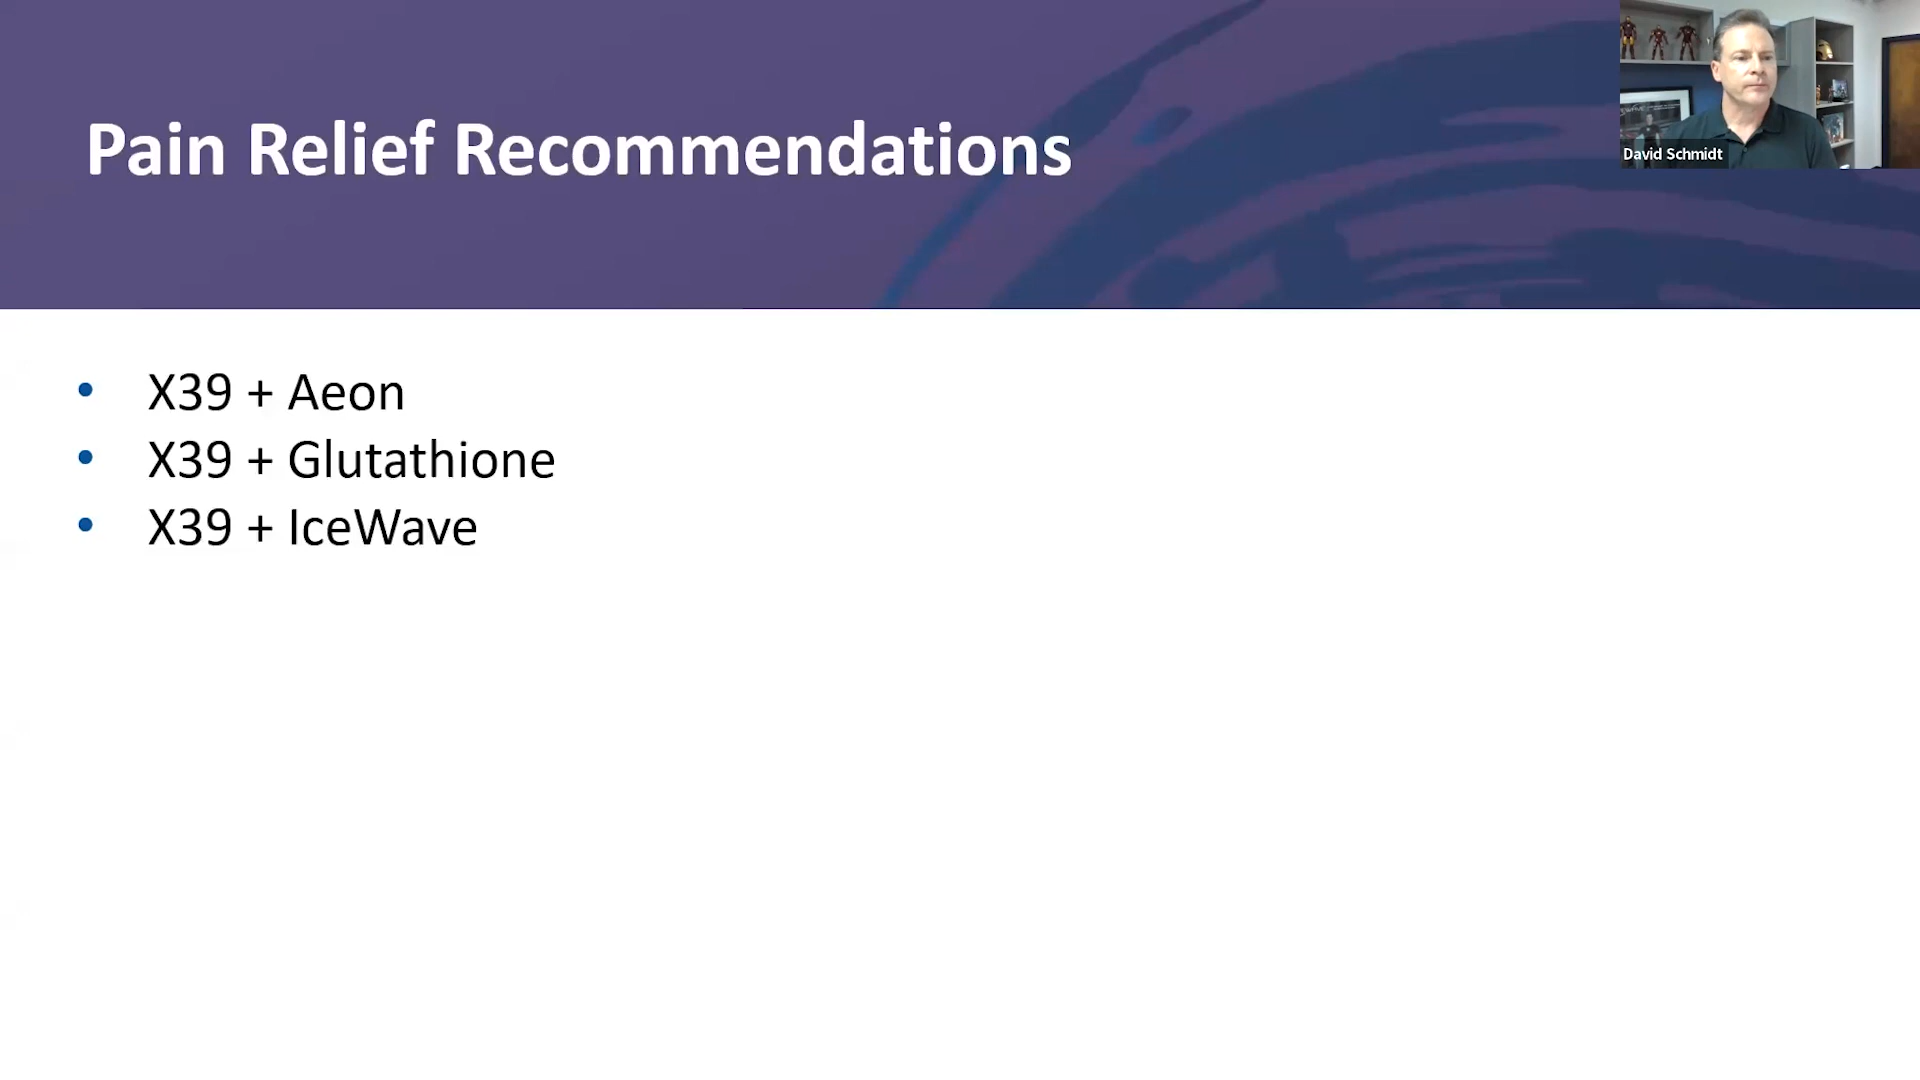 Pain Relief Recommendations
David Schmidt
• X39 + Aeon
• X39 + Glutathione
• X39 + IceWave